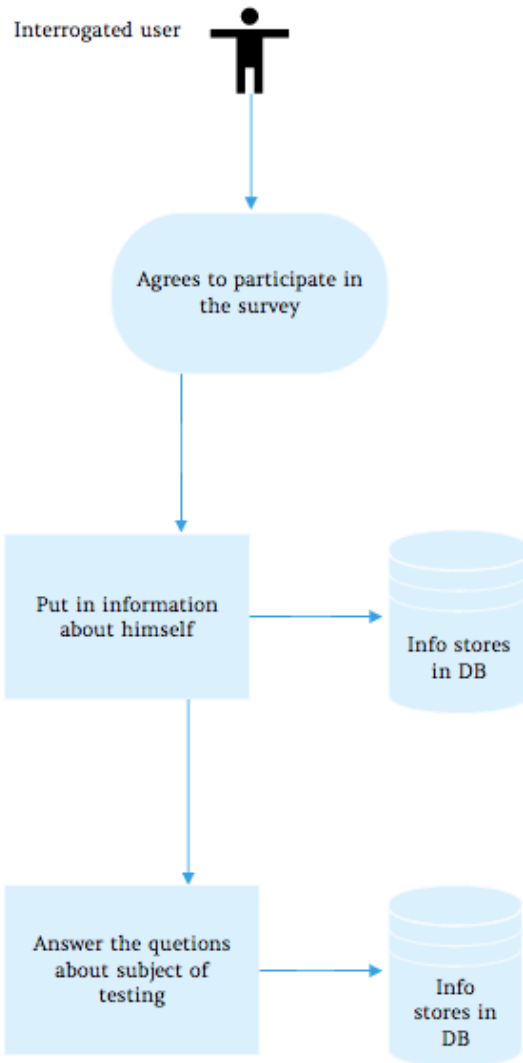 Interrogated user
Agrees to participate in
the survey
Put in information
about himself
Info stores
in DB
Answer the quetions
about subject of
testing
Info
stores in
DB